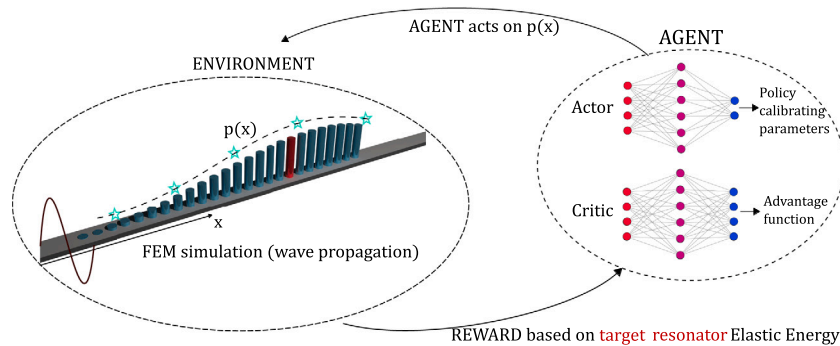 AGENT acts on p(x)
ENVIRONMENT
AGENT
p(x)
Actor
Policy
calibrating
parameters
Critic
Advantage
function
x
FEM simulation (wave propagation)
REWARD based on target resonator Elastic Energy